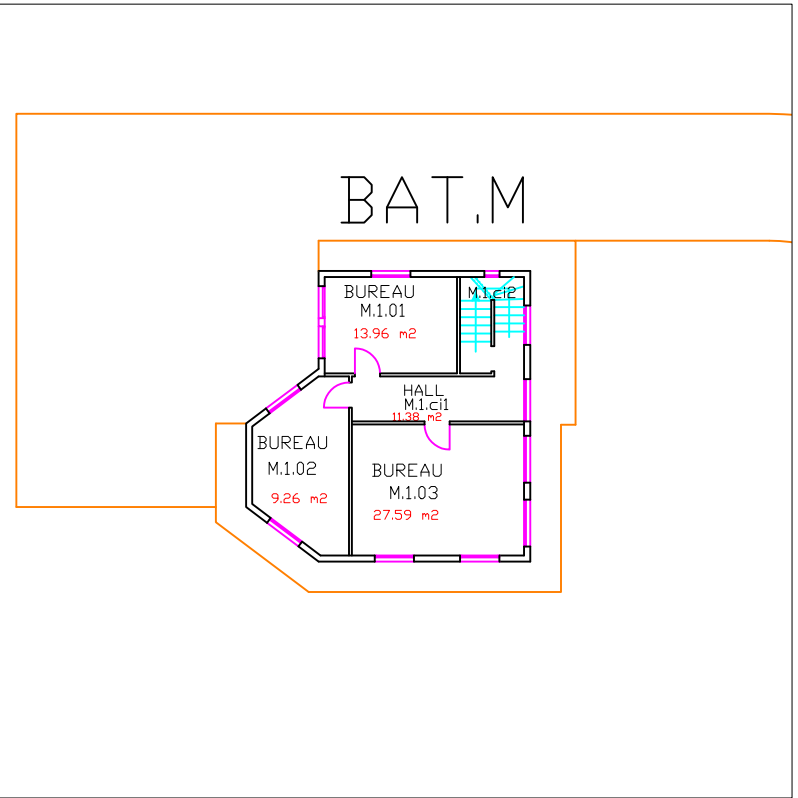 BAT.M
BUREAU
M.1.01
13.96 m2
M.1.ci2
HALL
M.1.ci1
11.38 m2
BUREAU
M.1.02
9.26 m2
BUREAU
M.1.03
27.59 m2